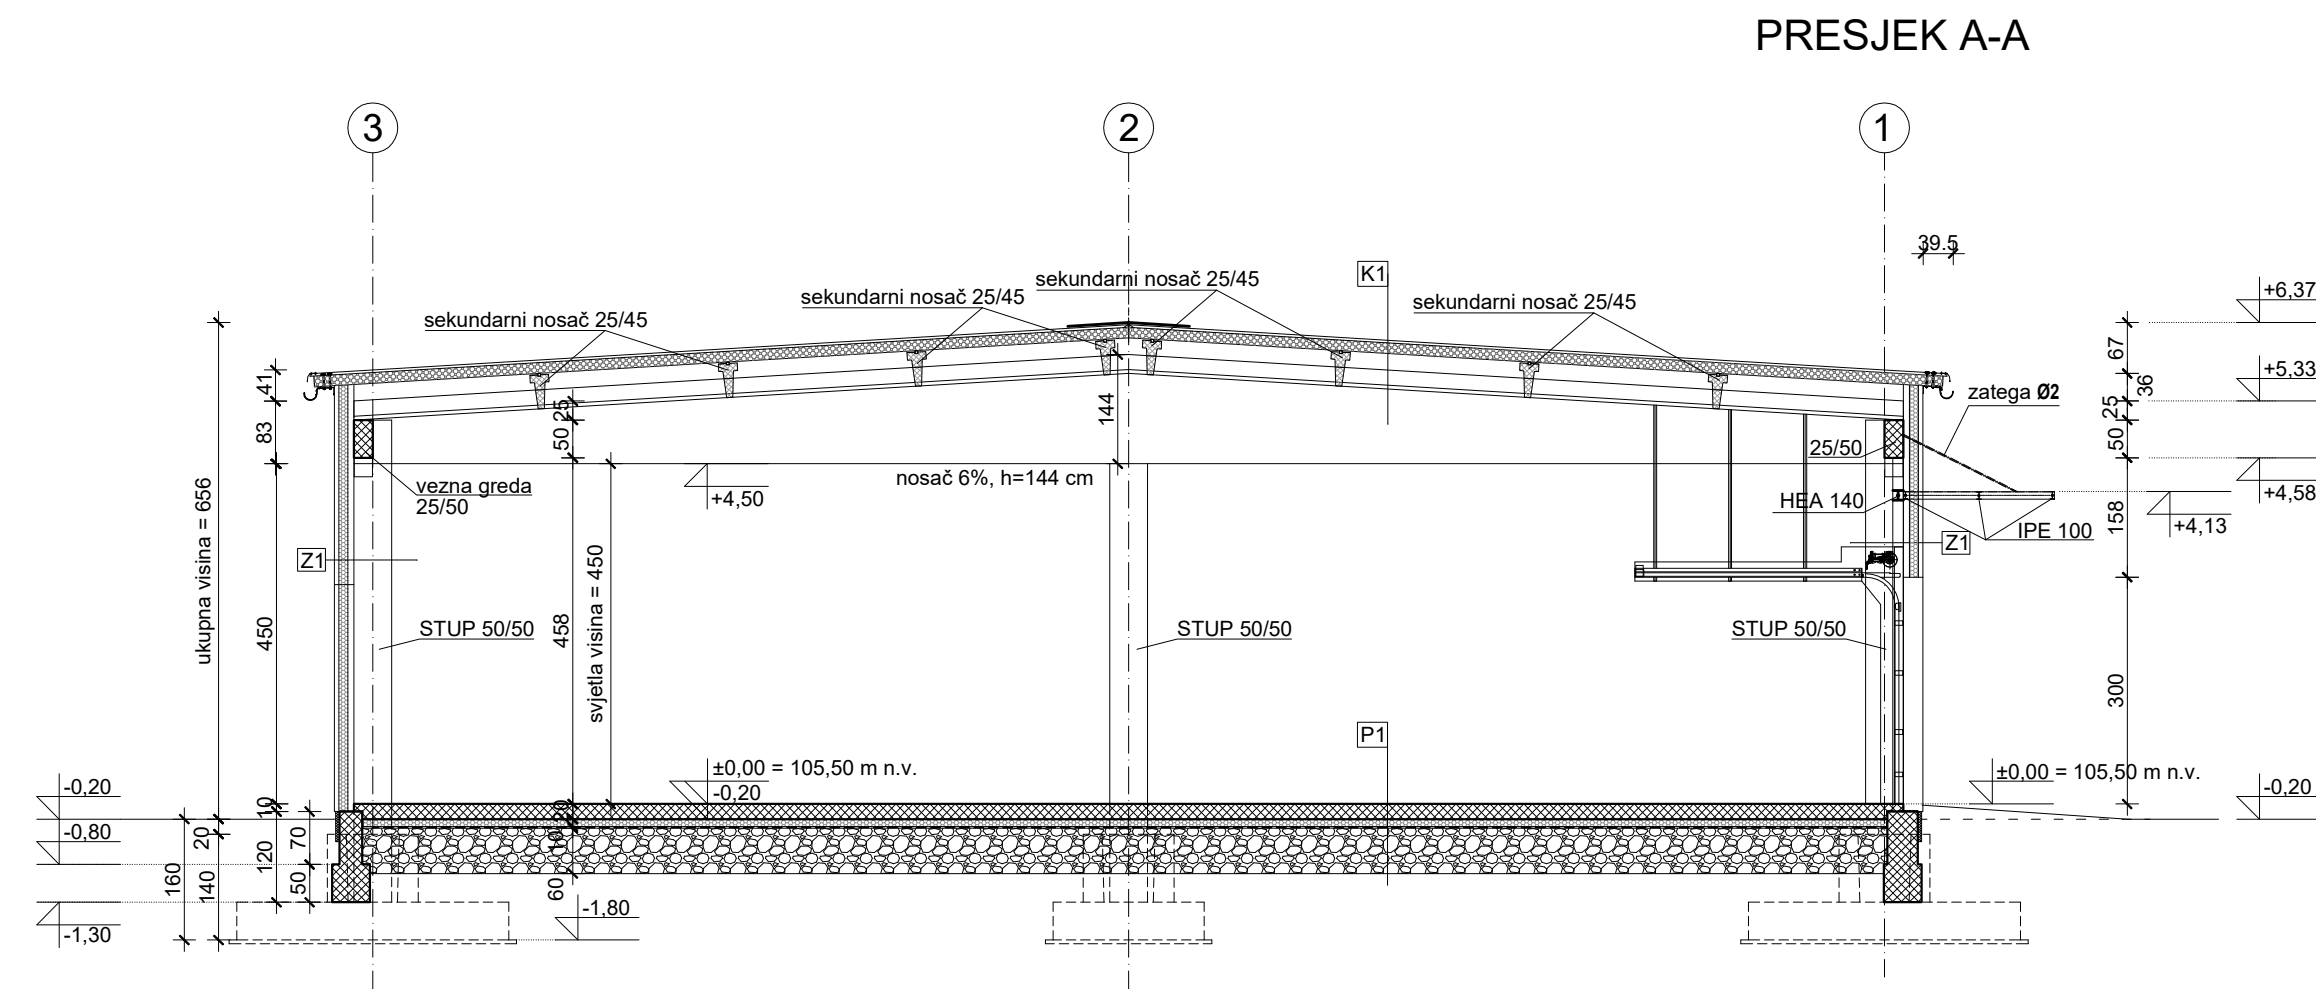 PRESJEK A-A
3
2
1
39.5
sekundarni nosač 25/45
sekundarni nosač 25/45
sekundarni nosač 25/45
sekundarni nosač 25/45
K1
+6,37
67
+5,33
36
zatega Ø2
41
83
25
50
144
25
50
25/50
nosač 6%, h=144 cm
+4,50
vezna greda
25/50
HEA 140
IPE 100
+4,58
+4,13
158
Z1
Z1
ukupna visina = 656
450
458
svjetla visina = 450
STUP 50/50
STUP 50/50
STUP 50/50
300
P1
±0,00 = 105,50 m n.v.
-0,20
±0,00 = 105,50 m n.v.
-0,20
-0,20
-0,80
-1,30
160
20
140
10
120
70
50
20
10
60
-1,80